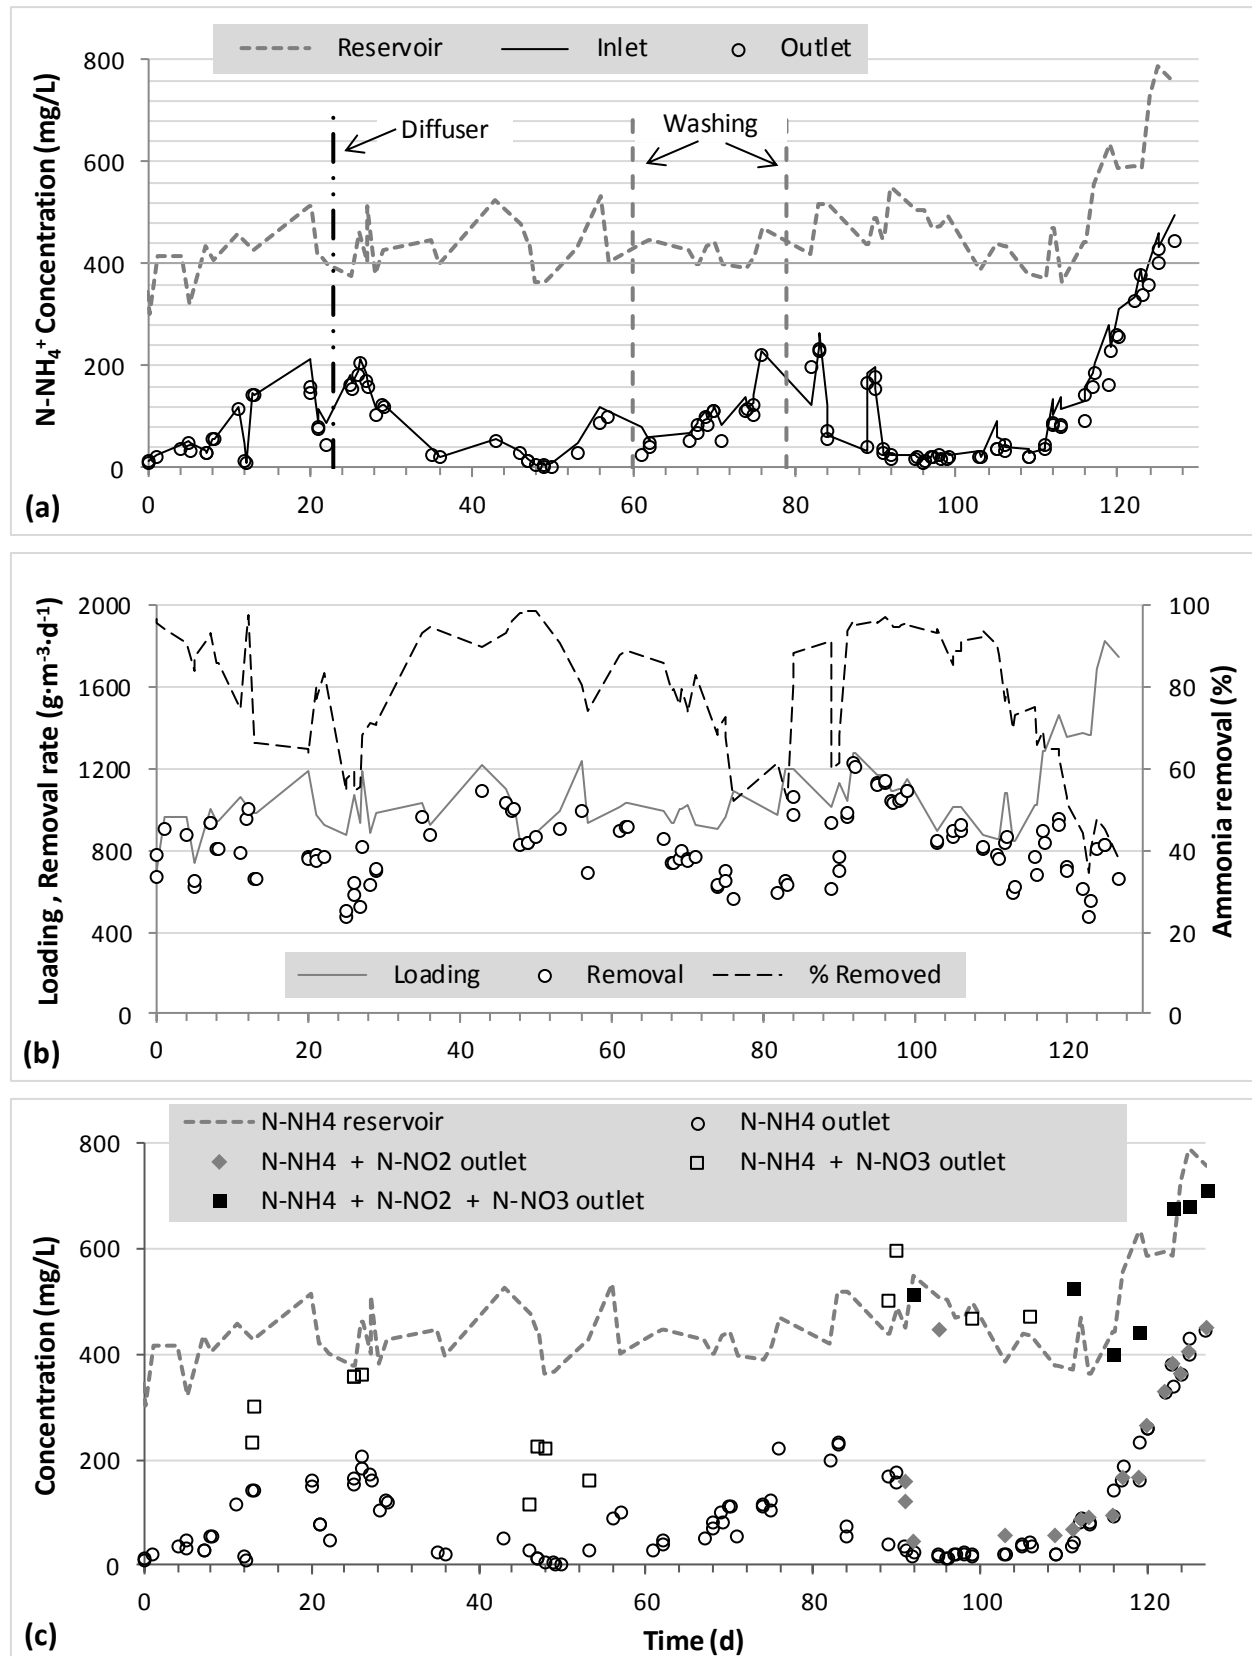 Reservoir Inlet Outlet
N-NH₄⁺ Concentration (mg/L)
800
600
400
200
0
Diffuser
Washing
0 20 40 60 80 100 120
(a)
Loading , Removal rate (g·m⁻³·d⁻¹)
2000
1600
1200
800
400
0
100
80
60
40
20
0
Ammonia removal (%)
Loading Removal % Removed
0 20 40 60 80 100 120
(b)
N-NH4 reservoir N-NH4 outlet
N-NH4 + N-NO2 outlet N-NH4 + N-NO3 outlet
N-NH4 + N-NO2 + N-NO3 outlet
Concentration (mg/L)
800
600
400
200
0
0 20 40 60 80 100 120
Time (d)
(c)